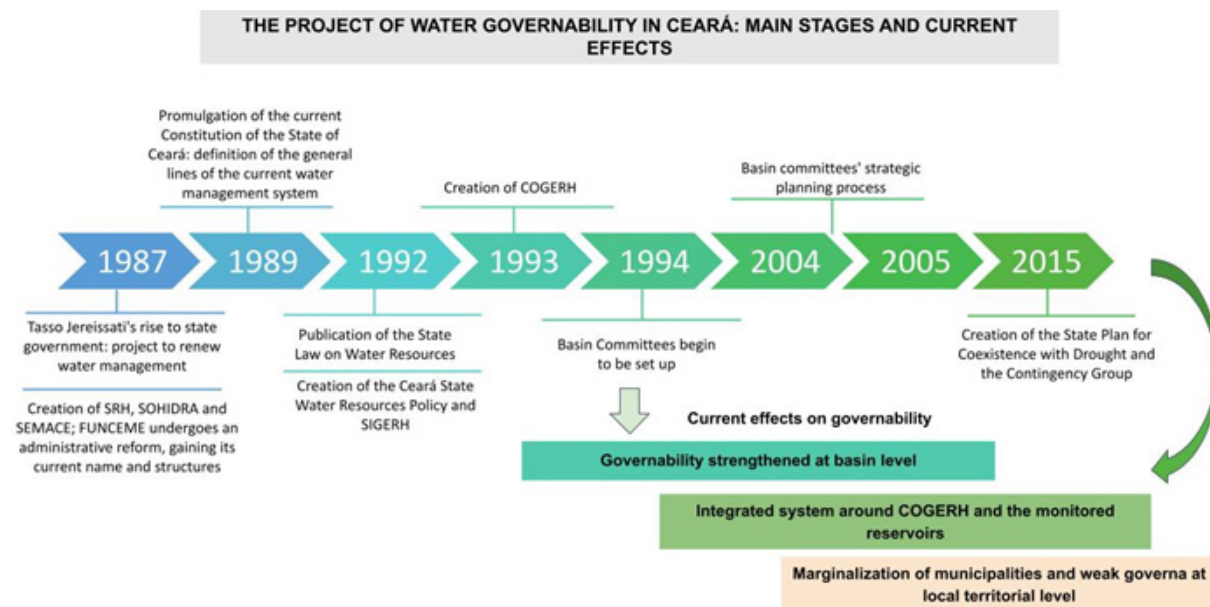 THE PROJECT OF WATER GOVERNABILITY IN CEARÁ: MAIN STAGES AND CURRENT
EFFECTS
Promulgation of the current
Constitution of the State of
Ceará: definition of the general
lines of the current water
management system
Creation of COGERH
Basin committees' strategic
planning process
1987
1989
1992
1993
1994
2004
2005
2015
Tasso Jereissati's rise to state
government: project to renew
water management
Creation of SRH, SOHIDRA and
SEMACE; FUNCEME undergoes an
administrative reform, gaining its
current name and structures
Publication of the State
Law on Water Resources
Creation of the Ceará State
Water Resources Policy and
SIGERH
Basin Committees begin
to be set up
Creation of the State Plan for
Coexistence with Drought and
the Contingency Group
Current effects on governability
Governability strengthened at basin level
Integrated system around COGERH and the monitored
reservoirs
Marginalization of municipalities and weak governa at
local territorial level